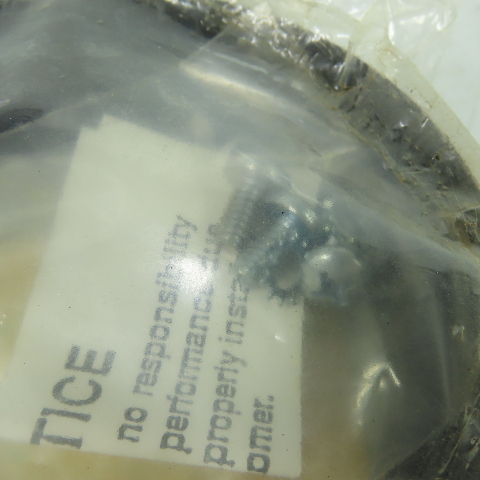 TICE
no responsibility
performance
properly insta
omer.